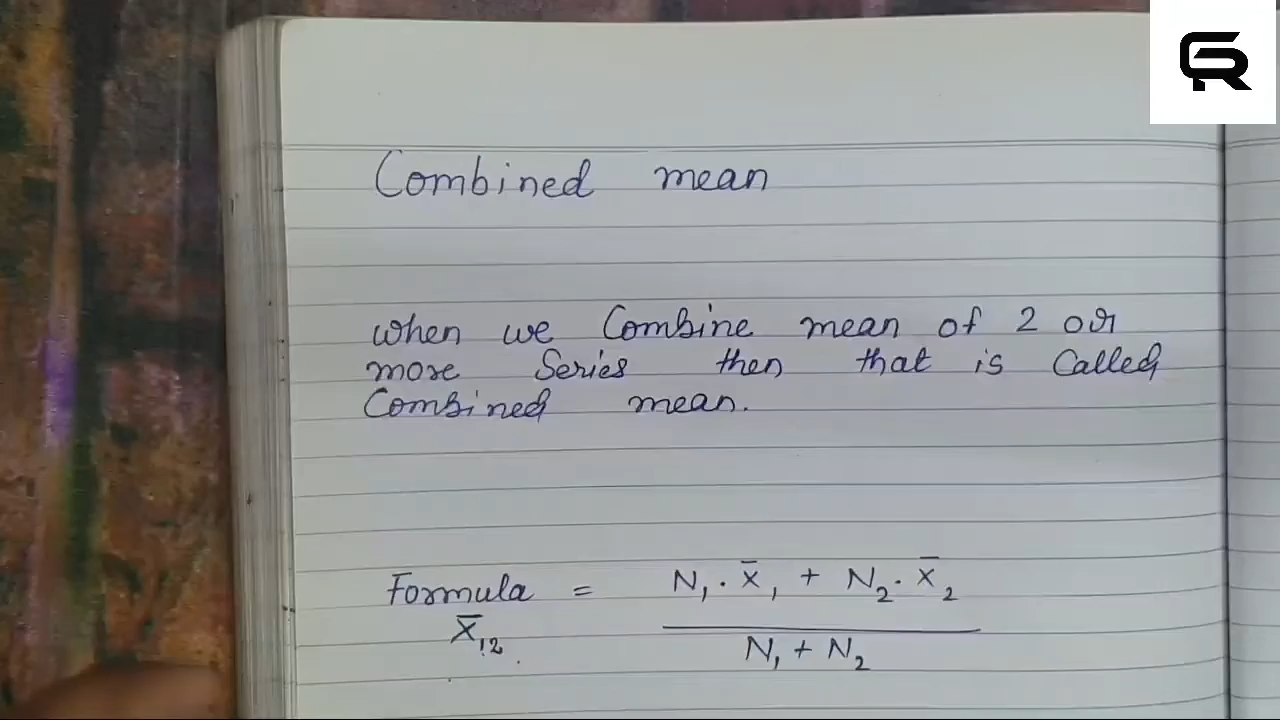 GR
Combined mean
when we Combine mean of 2 or
more Series then that is Called
Combined mean.
Formula = N₁ . x̄₁ + N₂ . x̄₂
X̄₁₂ N₁ + N₂